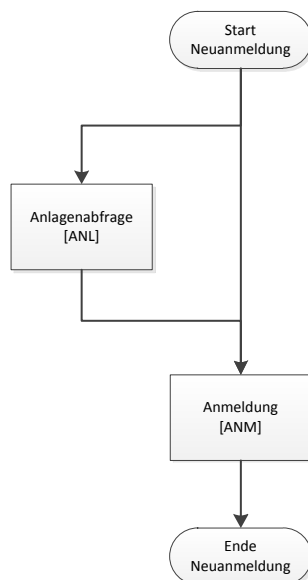 Start
Neuanmeldung
Anlagenabfrage
[ANL]
Anmeldung
[ANM]
Ende
Neuanmeldung